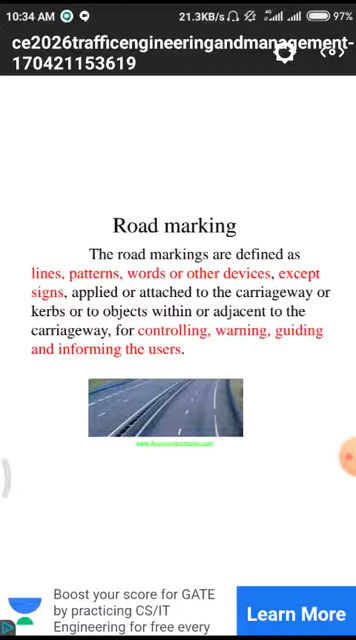 10:34 AM 21.3KB/s 4G 97%
ce2026trafficengineeringandmanagement-
170421153619
Road marking
The road markings are defined as
lines, patterns, words or other devices, except
signs, applied or attached to the carriageway or
kerbs or to objects within or adjacent to the
carriageway, for controlling, warning, guiding
and informing the users.
Boost your score for GATE
by practicing CS/IT
Engineering for free every
Learn More